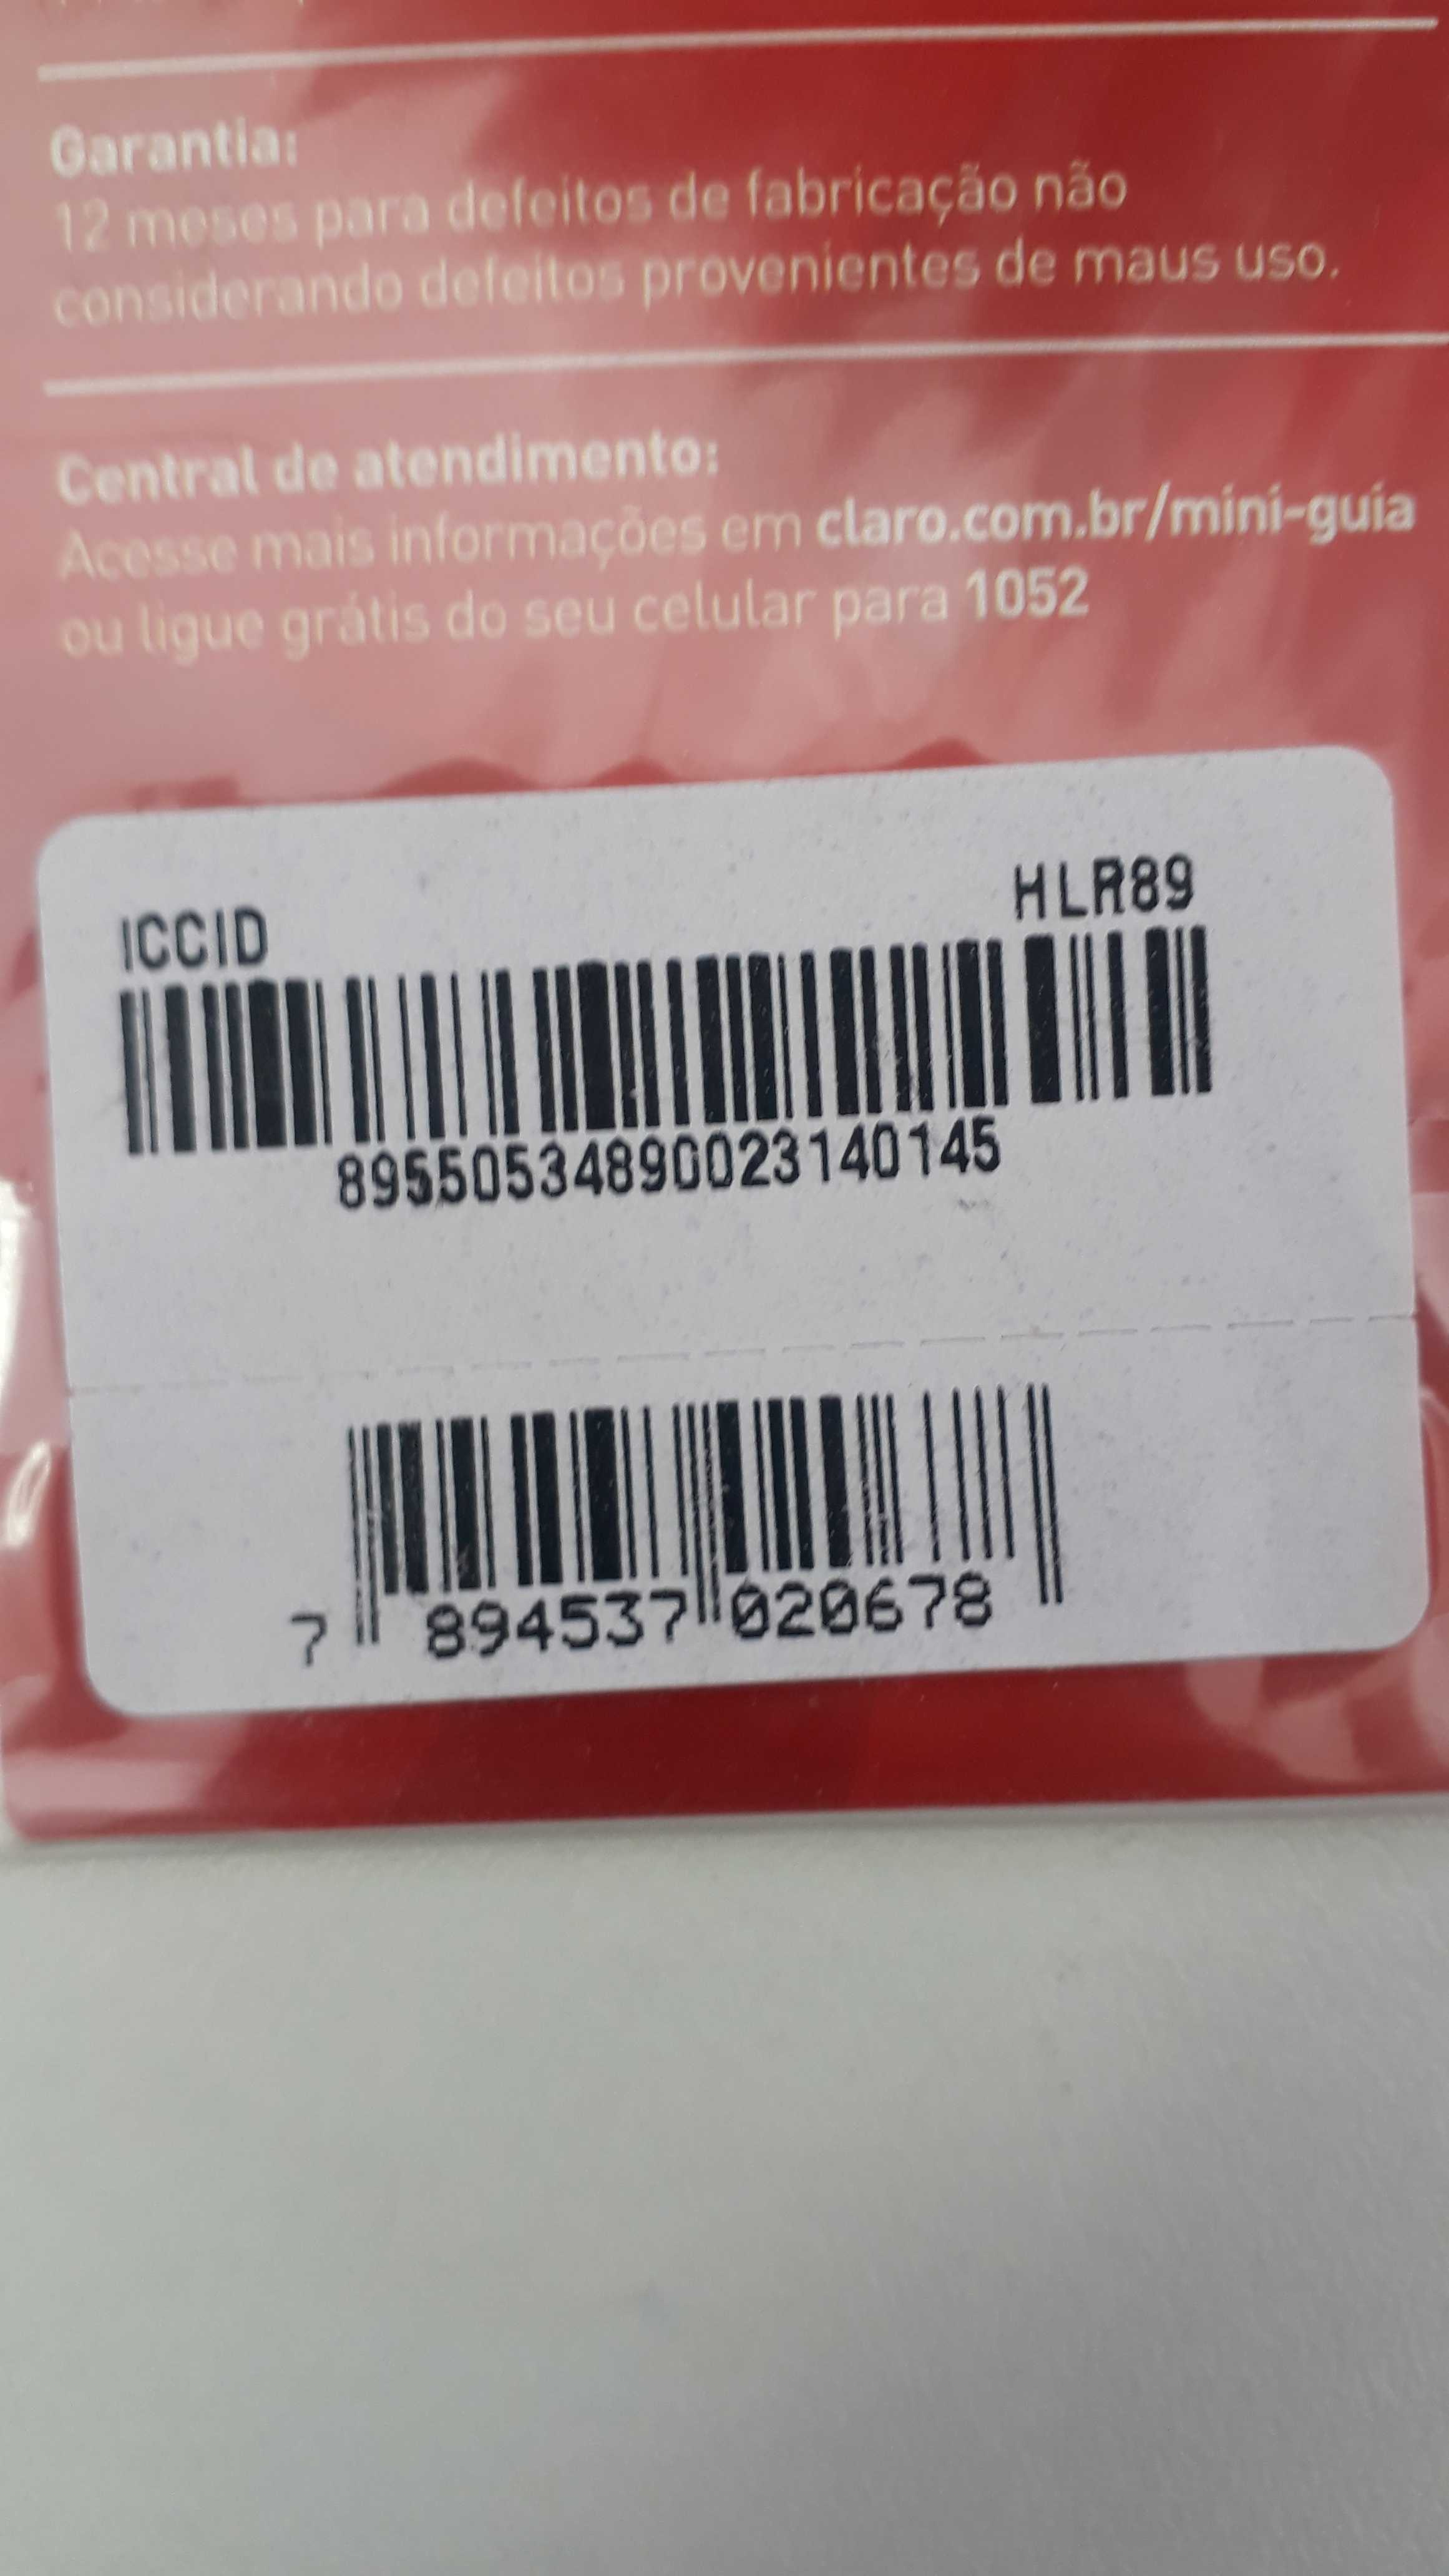 Garantia:
12 meses para defeitos de fabricação não
considerando defeitos provenientes de maus uso.
Central de atendimento:
Acesse mais informações em claro.com.br/mini-guia
ou ligue grátis do seu celular para 1052
ICCID HLR89
89550534890023140145
7 894537 020678